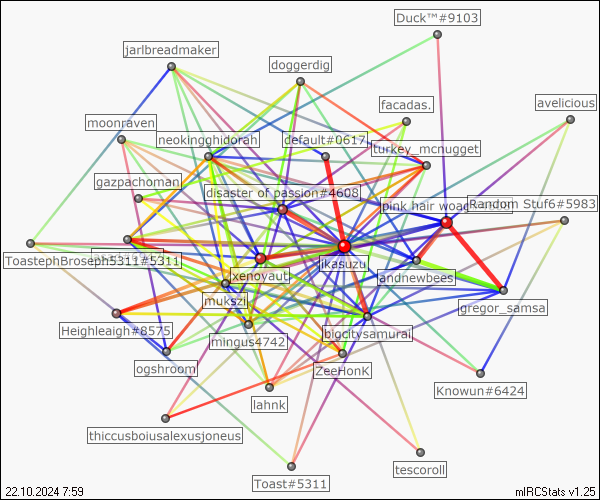 Duck™#9103
jarlbreadmaker
doggerdig
facadas.
avelicious
moonraven
neokingghidorah
default#0617
turkey_mcnugget
gazpachoman
disaster of passion#4608
pink hair woa
Random Stuf6#5983
ToastephBroseph5311#5311
jkasuzu
xenoyaut
andnewbees
mukszi
gregor_samsa
Heighleaigh#8575
mingus4742
bigcitysamurai
ogshroom
ZeeHonK
Knowun#6424
lahnk
thiccusboiusalexusjoneus
tescoroll
Toast#5311
22.10.2024 7:59
mIRCStats v1.25